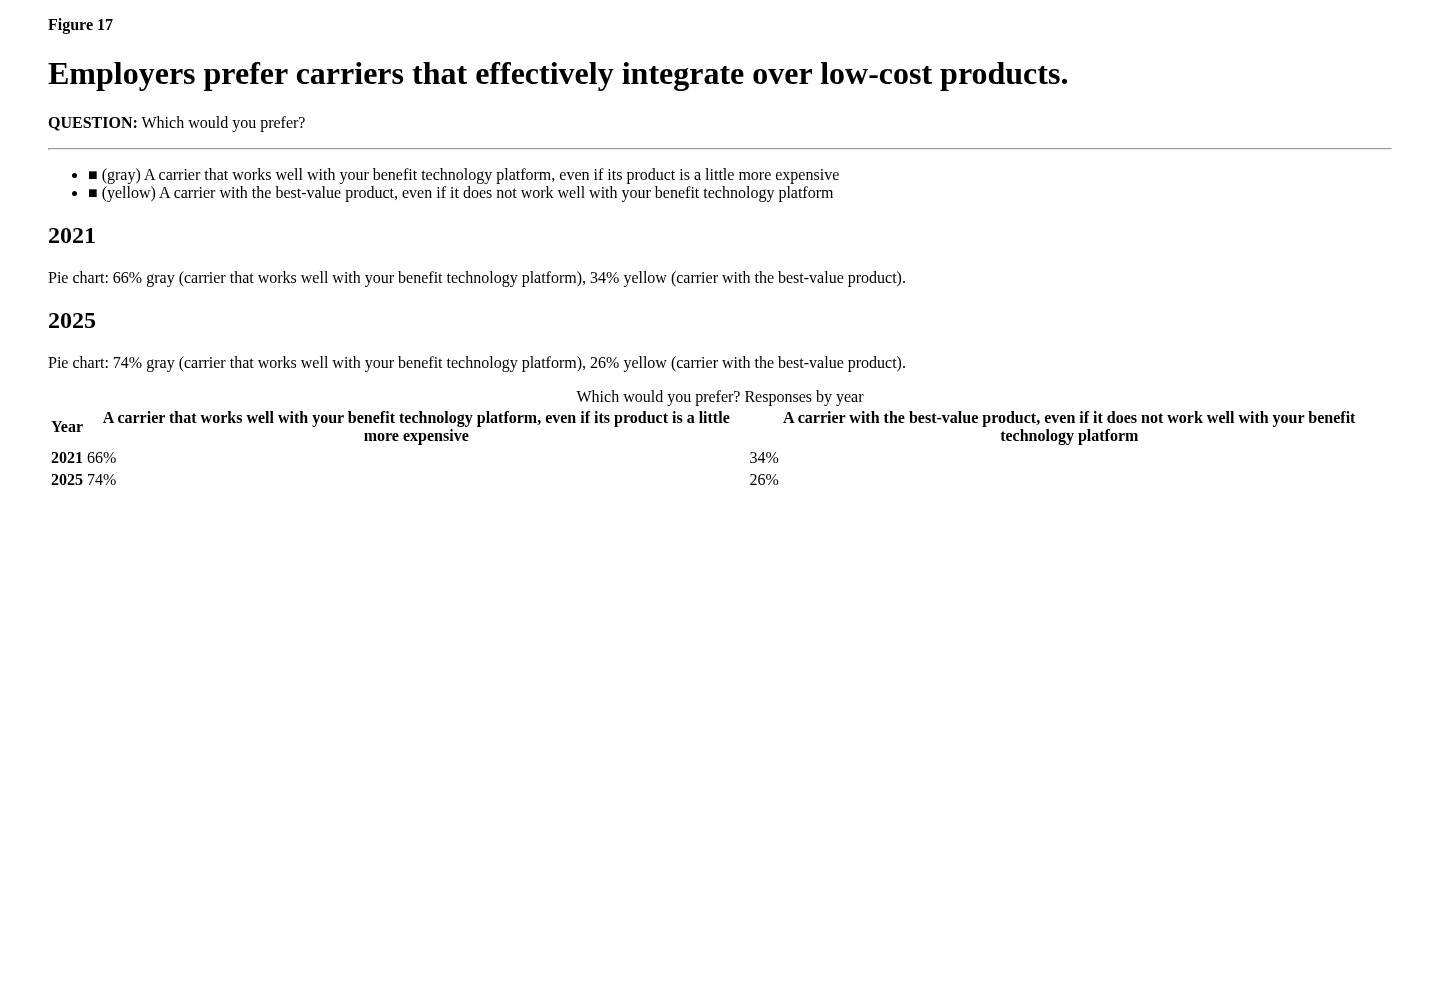 Figure 17
Employers prefer carriers that effectively integrate over low-cost products.
QUESTION: Which would you prefer?
• ■ (gray) A carrier that works well with your benefit technology platform, even if its product is a little more expensive
• ■ (yellow) A carrier with the best-value product, even if it does not work well with your benefit technology platform
2021
Pie chart: 66% gray (carrier that works well with your benefit technology platform), 34% yellow (carrier with the best-value product).
2025
Pie chart: 74% gray (carrier that works well with your benefit technology platform), 26% yellow (carrier with the best-value product).
Which would you prefer? Responses by year
Year
A carrier that works well with your benefit technology platform, even if its product is a little
more expensive
A carrier with the best-value product, even if it does not work well with your benefit
technology platform
2021 66% 34%
2025 74% 26%